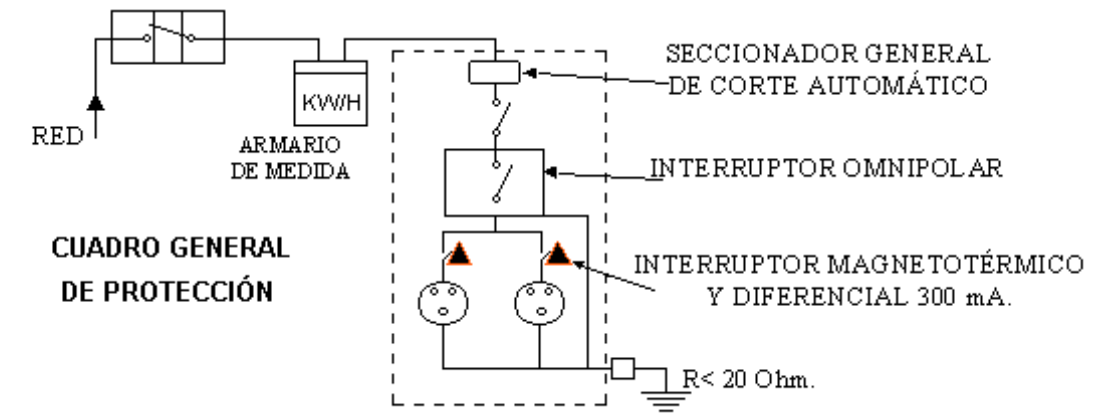 SECCIONADOR GENERAL
DE CORTE AUTOMÁTICO
KW/H
RED
ARMARIO
DE MEDIDA
INTERRUPTOR OMNIPOLAR
CUADRO GENERAL
DE PROTECCIÓN
INTERRUPTOR MAGNETOTÉRMICO
Y DIFERENCIAL 300 mA.
R< 20 Ohm.